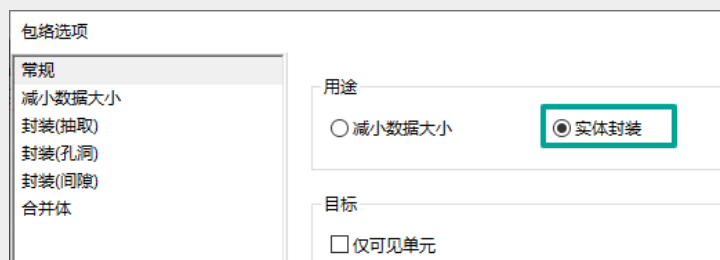 包络选项
常规
减小数据大小
封装(抽取)
封装(孔洞)
封装(间隙)
合并体
用途
减小数据大小
实体封装
目标
仅可见单元